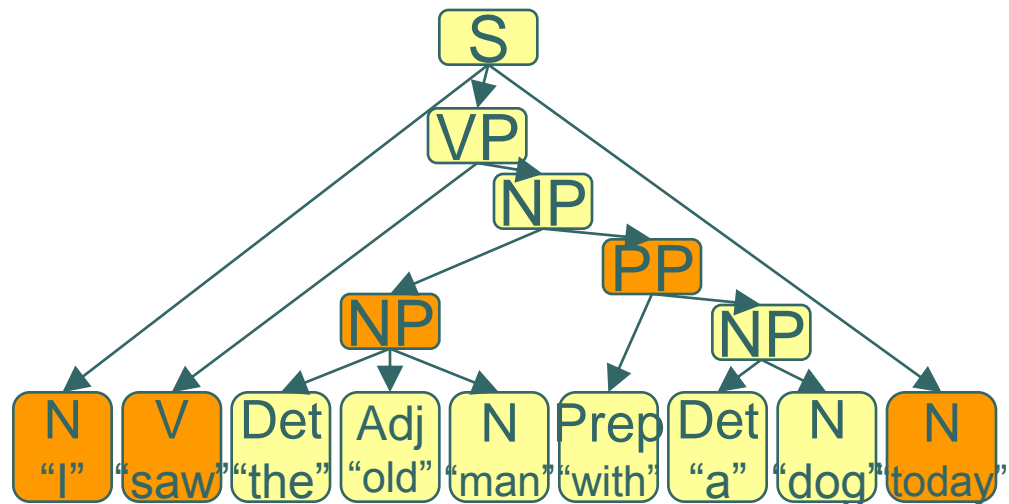 S
VP
NP
PP
NP
NP
N V Det Adj N Prep Det N N
“I” “saw” “the” “old” “man” “with” “a” “dog” “today”